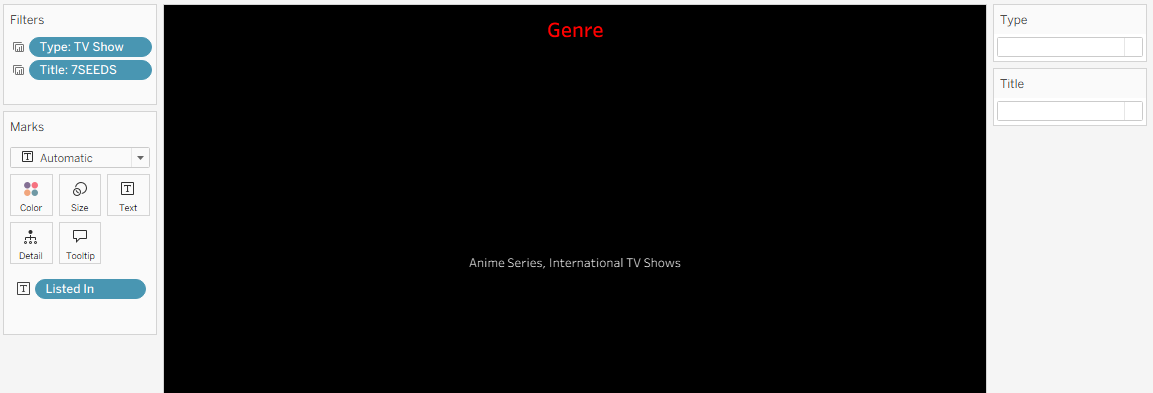 Filters
Type: TV Show
Title: 7SEEDS
Marks
Automatic
Color
Size
Text
Detail
Tooltip
Listed In
Genre
Anime Series, International TV Shows
Type
Title